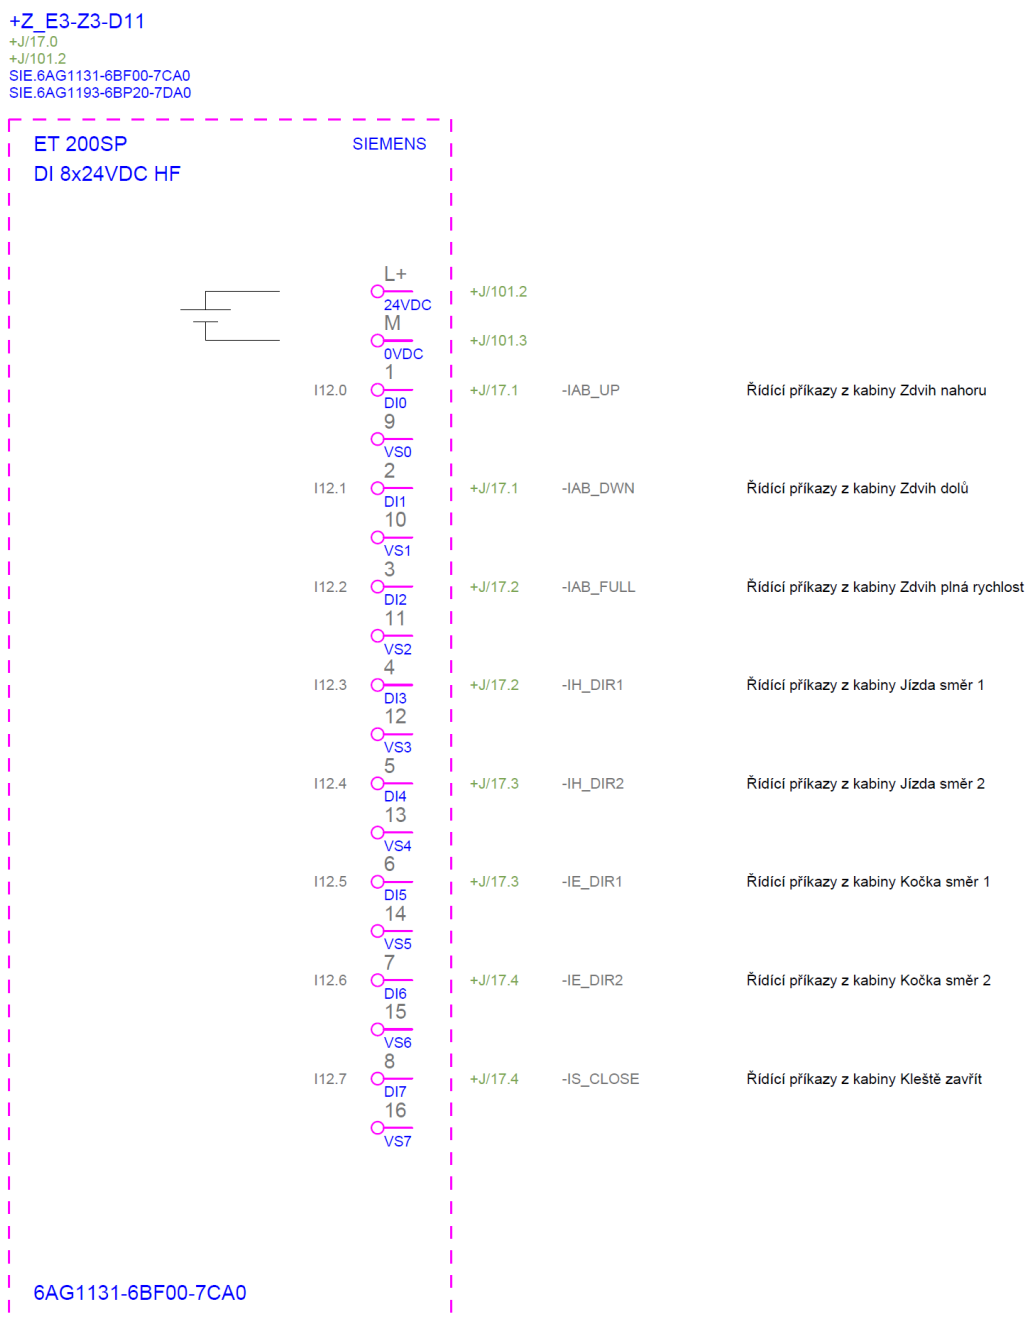 +Z_E3-Z3-D11
+J/17.0
+J/101.2
SIE.6AG1131-6BF00-7CA0
SIE.6AG1193-6BP20-7DA0
ET 200SP SIEMENS
DI 8x24VDC HF
L+
+J/101.2
24VDC
M
+J/101.3
0VDC
1
I12.0 +J/17.1 -IAB_UP Řídící příkazy z kabiny Zdvih nahoru
DI0
9
VS0
2
I12.1 +J/17.1 -IAB_DWN Řídící příkazy z kabiny Zdvih dolů
DI1
10
VS1
3
I12.2 +J/17.2 -IAB_FULL Řídící příkazy z kabiny Zdvih plná rychlost
DI2
11
VS2
4
I12.3 +J/17.2 -IH_DIR1 Řídící příkazy z kabiny Jízda směr 1
DI3
12
VS3
5
I12.4 +J/17.3 -IH_DIR2 Řídící příkazy z kabiny Jízda směr 2
DI4
13
VS4
6
I12.5 +J/17.3 -IE_DIR1 Řídící příkazy z kabiny Kočka směr 1
DI5
14
VS5
7
I12.6 +J/17.4 -IE_DIR2 Řídící příkazy z kabiny Kočka směr 2
DI6
15
VS6
8
I12.7 +J/17.4 -IS_CLOSE Řídící příkazy z kabiny Kleště zavřít
DI7
16
VS7
6AG1131-6BF00-7CA0